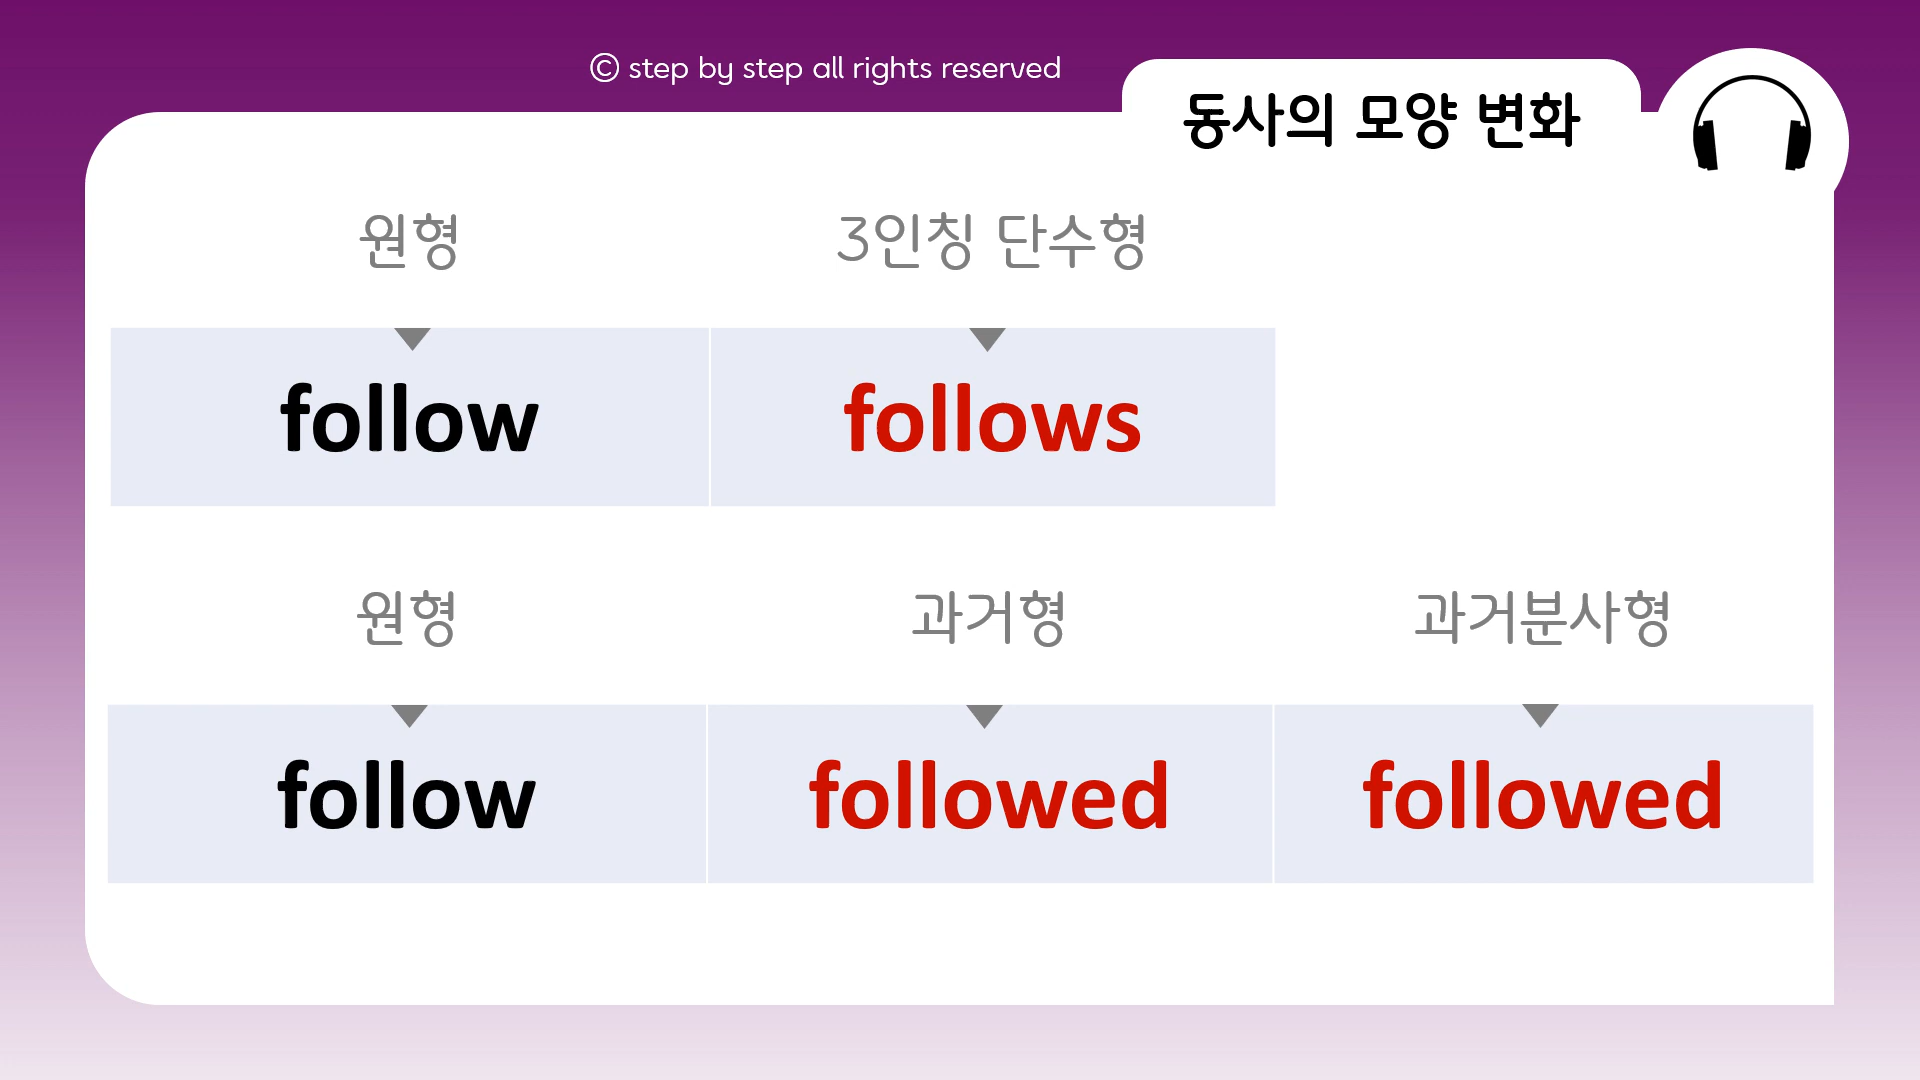 © step by step all rights reserved
동사의 모양 변화
원형 3인칭 단수형
follow follows
원형 과거형 과거분사형
follow followed followed